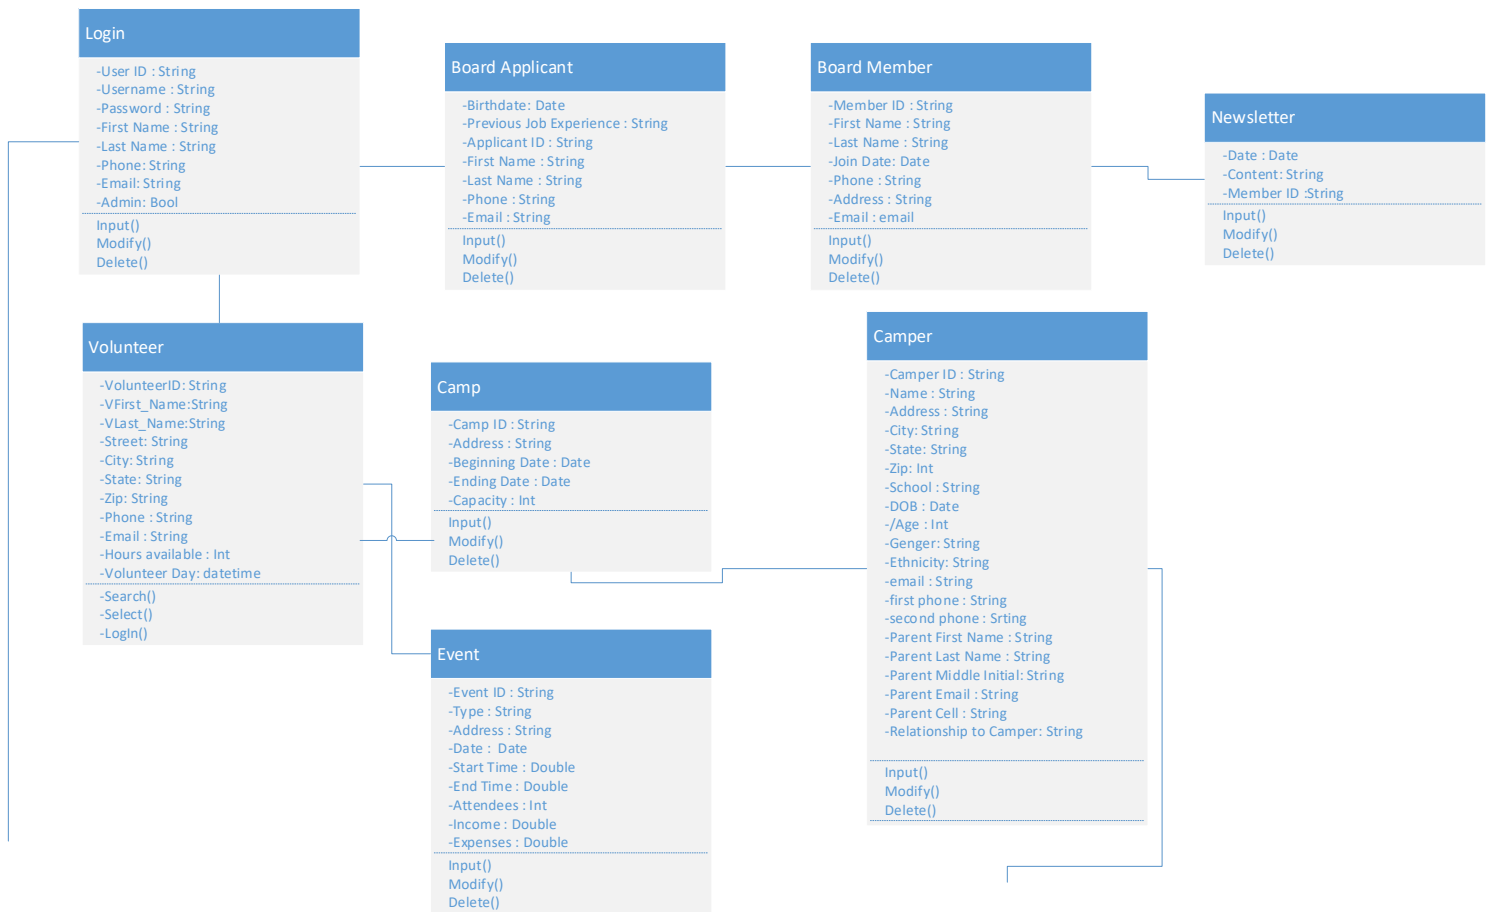 Login
-User ID : String
-Username : String
-Password : String
-First Name : String
-Last Name : String
-Phone: String
-Email: String
-Admin: Bool
Input()
Modify()
Delete()
Board Applicant
-Birthdate: Date
-Previous Job Experience : String
-Applicant ID : String
-First Name : String
-Last Name : String
-Phone : String
-Email : String
Input()
Modify()
Delete()
Board Member
-Member ID : String
-First Name : String
-Last Name : String
-Join Date: Date
-Phone : String
-Address : String
-Email : email
Input()
Modify()
Delete()
Newsletter
-Date : Date
-Content: String
-Member ID :String
Input()
Modify()
Delete()
Volunteer
-VolunteerID: String
-VFirst_Name:String
-VLast_Name:String
-Street: String
-City: String
-State: String
-Zip: String
-Phone : String
-Email : String
-Hours available : Int
-Volunteer Day: datetime
-Search()
-Select()
-LogIn()
Camp
-Camp ID : String
-Address : String
-Beginning Date : Date
-Ending Date : Date
-Capacity : Int
Input()
Modify()
Delete()
Camper
-Camper ID : String
-Name : String
-Address : String
-City: String
-State: String
-Zip: Int
-School : String
-DOB : Date
-/Age : Int
-Genger: String
-Ethnicity: String
-email : String
-first phone : String
-second phone : Srting
-Parent First Name : String
-Parent Last Name : String
-Parent Middle Initial: String
-Parent Email : String
-Parent Cell : String
-Relationship to Camper: String
Input()
Modify()
Delete()
Event
-Event ID : String
-Type : String
-Address : String
-Date :  Date
-Start Time : Double
-End Time : Double
-Attendees : Int
-Income : Double
-Expenses : Double
Input()
Modify()
Delete()